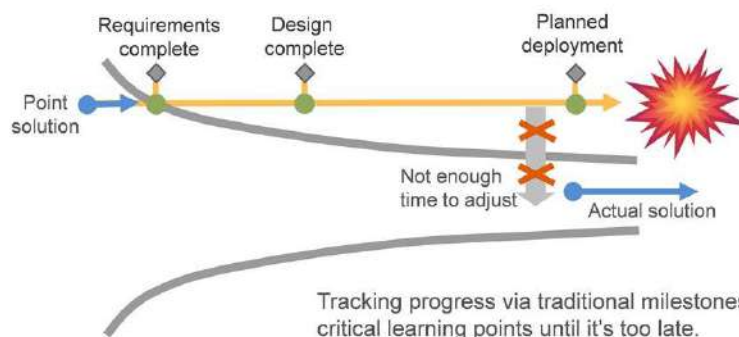 Requirements
complete
Design
complete
Planned
deployment
Point
solution
Not enough
time to adjust
Actual solution
Tracking progress via traditional milestones
critical learning points until it's too late.